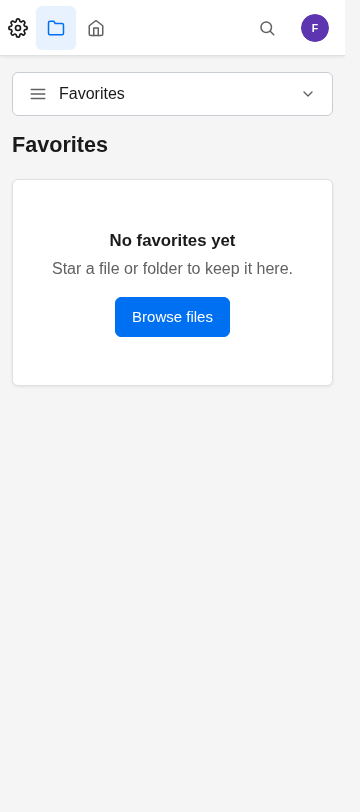 F
Favorites
Favorites
No favorites yet
Star a file or folder to keep it here.
Browse files